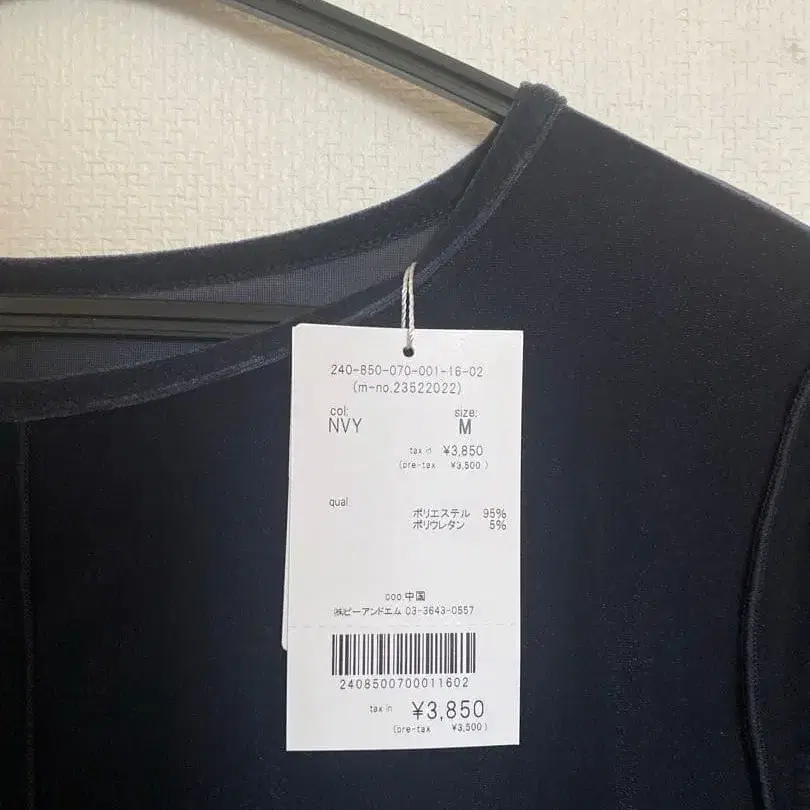 240-850-070-001-16-02
(m-no.23522022)
col: size:
NVY M
tax in ¥3,850
(pre-tax ¥3,500 )
qual
ポリエステル 95%
ポリウレタン 5%
coo.中国
㈱ビーアンドエム 03-3643-0557
2408500700011602
tax in ¥3,850
(pre-tax ¥3,500 )